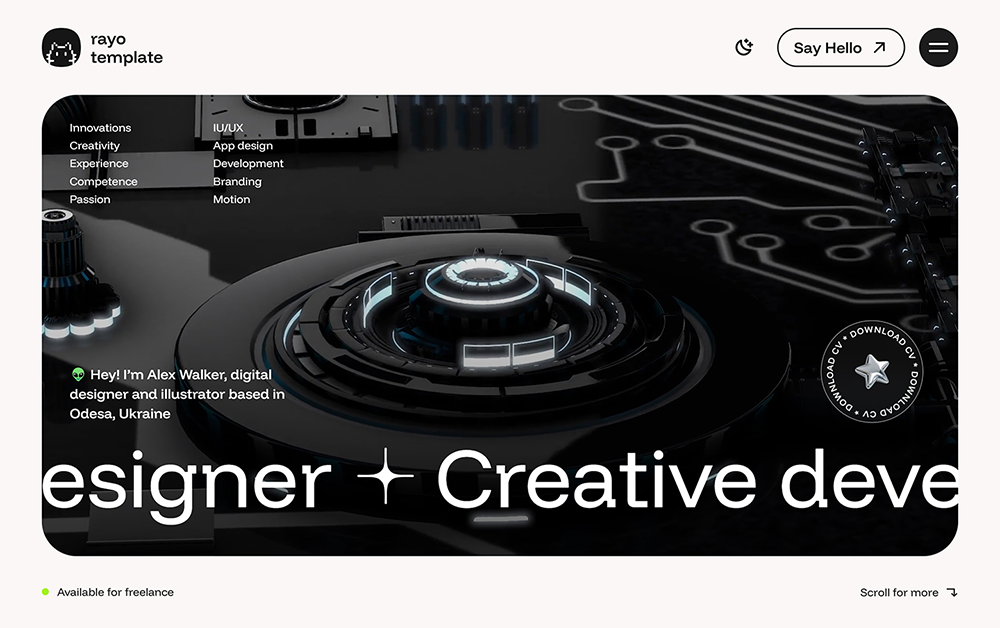 rayo
template
Say Hello
Innovations
Creativity
Experience
Competence
Passion
IU/UX
App design
Development
Branding
Motion
👽 Hey! I'm Alex Walker, digital
designer and illustrator based in
Odesa, Ukraine
DOWNLOAD CV * DOWNLOAD CV * DOWNLOAD CV *
esigner ✦ Creative deve
Available for freelance
Scroll for more